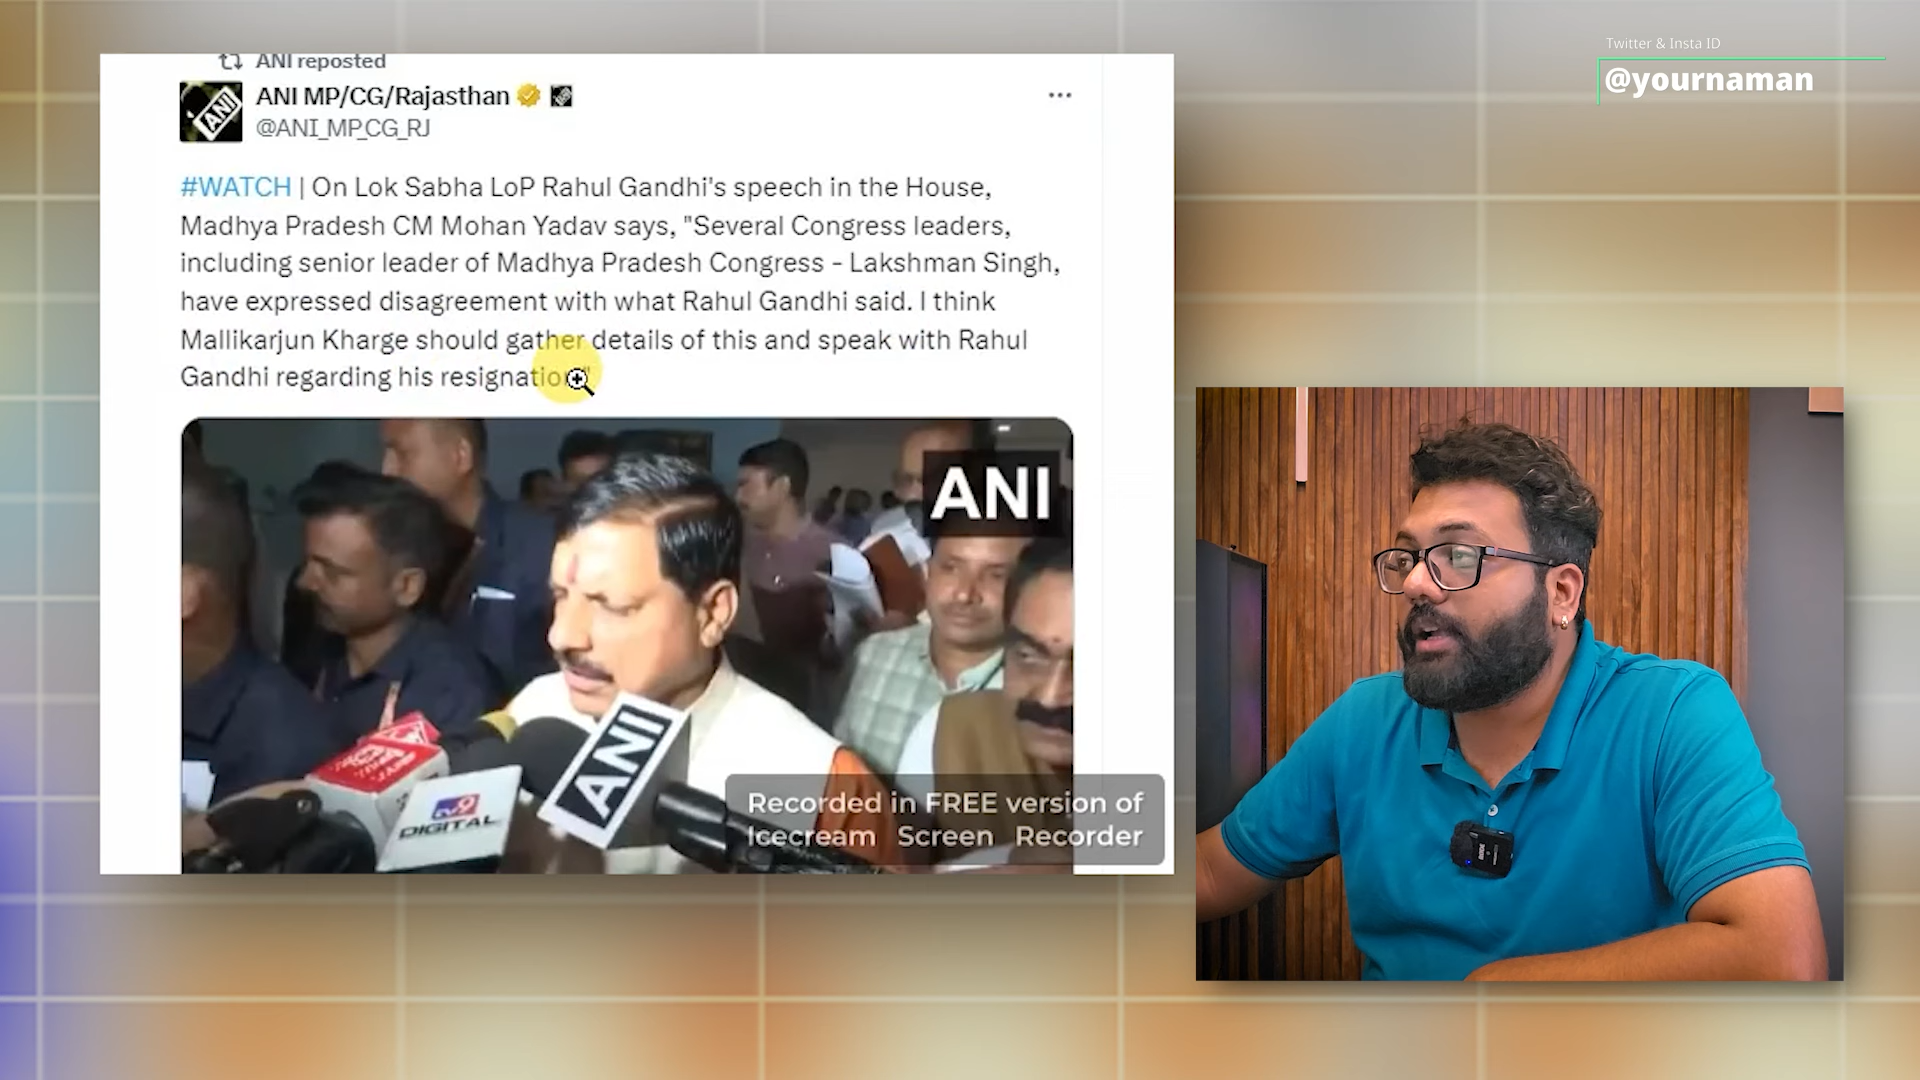 Twitter & Insta ID
@yournaman
ANI reposted
ANI MP/CG/Rajasthan
@ANI_MP_CG_RJ
ANI
#WATCH | On Lok Sabha LoP Rahul Gandhi's speech in the House,
Madhya Pradesh CM Mohan Yadav says, "Several Congress leaders,
including senior leader of Madhya Pradesh Congress - Lakshman Singh,
have expressed disagreement with what Rahul Gandhi said. I think
Mallikarjun Kharge should gather details of this and speak with Rahul
Gandhi regarding his resignation"
ANI
ANI
TV9
DIGITAL
Recorded in FREE version of
Icecream Screen Recorder